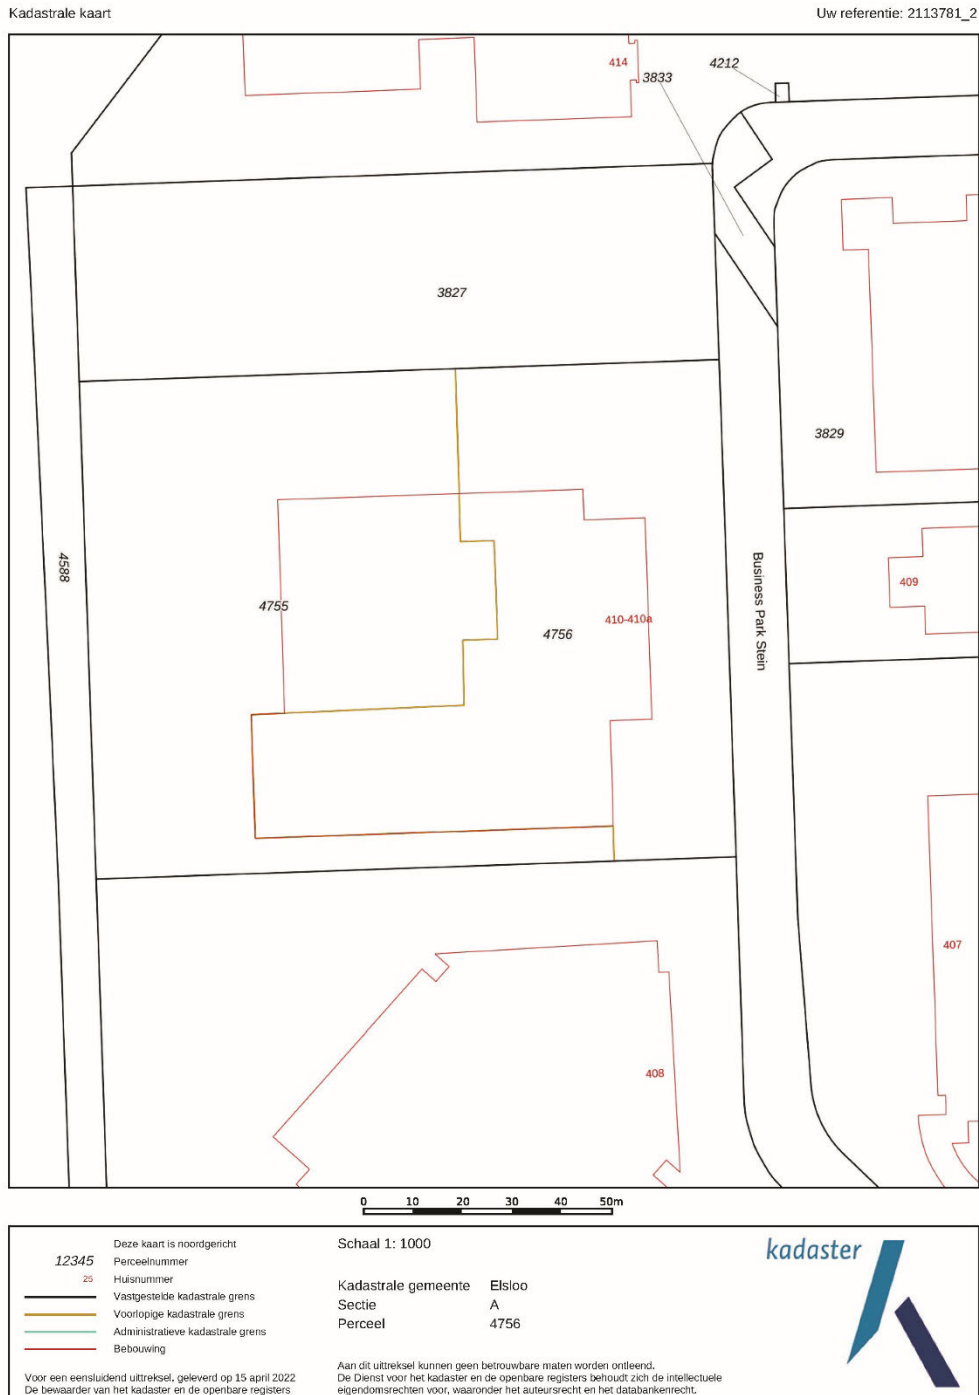 Kadastrale kaart
Uw referentie: 2113781_2
414
4212
3833
3827
3829
4588
Business Park Stein
409
4755
410-410a
4756
407
408
0 10 20 30 40 50m
Deze kaart is noordgericht
12345 Perceelnummer
25 Huisnummer
Vastgestelde kadastrale grens
Voorlopige kadastrale grens
Administratieve kadastrale grens
Bebouwing
Voor een eensluidend uittreksel, geleverd op 15 april 2022
De bewaarder van het kadaster en de openbare registers
Schaal 1: 1000
Kadastrale gemeente Elsloo
Sectie A
Perceel 4756
Aan dit uittreksel kunnen geen betrouwbare maten worden ontleend.
De Dienst voor het kadaster en de openbare registers behoudt zich de intellectuele
eigendomsrechten voor, waaronder het auteursrecht en het databankenrecht.
kadaster